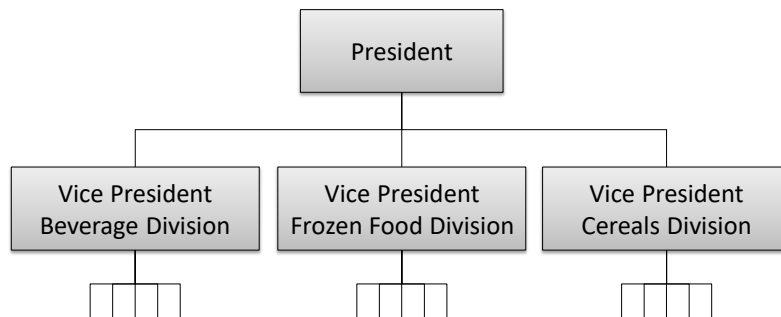 President
Vice President
Beverage Division
Vice President
Frozen Food Division
Vice President
Cereals Division